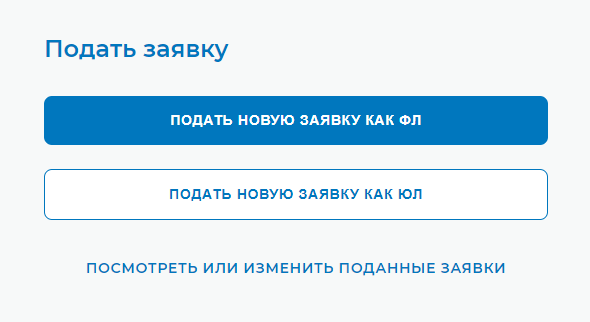 Подать заявку
ПОДАТЬ НОВУЮ ЗАЯВКУ КАК ФЛ
ПОДАТЬ НОВУЮ ЗАЯВКУ КАК ЮЛ
ПОСМОТРЕТЬ ИЛИ ИЗМЕНИТЬ ПОДАННЫЕ ЗАЯВКИ